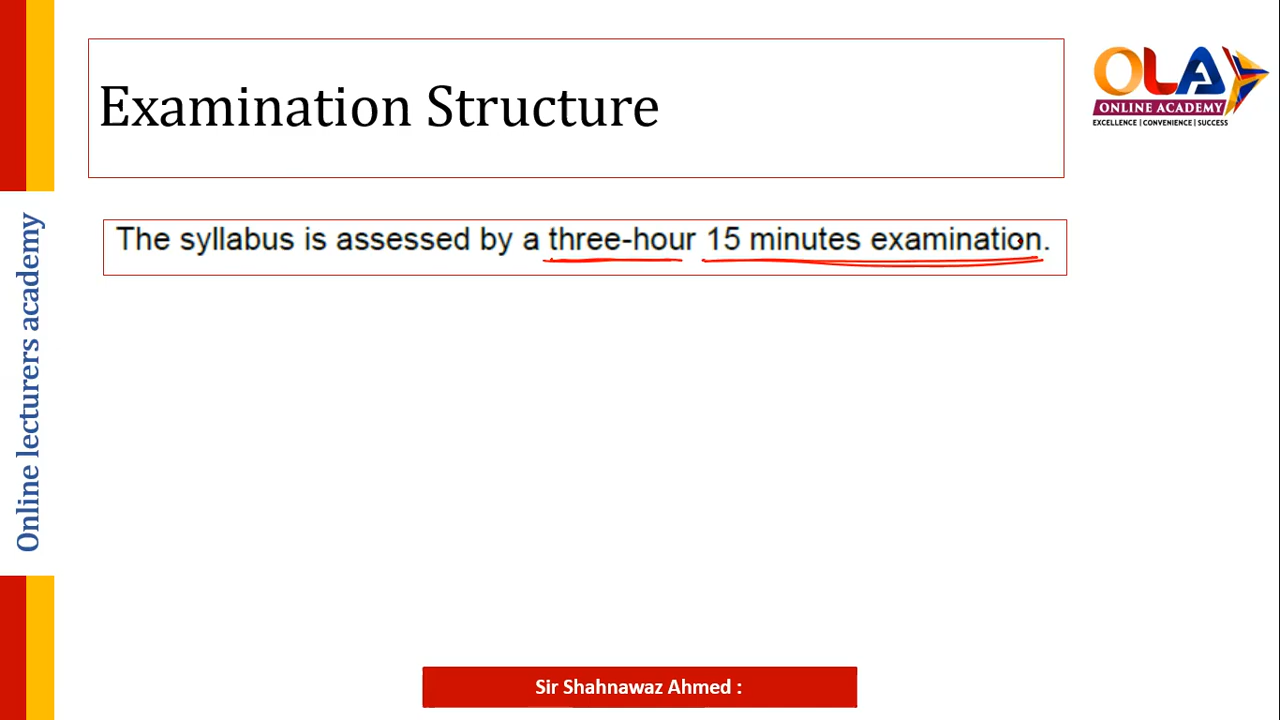 Examination Structure
OLA
ONLINE ACADEMY
EXCELLENCE | CONVENIENCE | SUCCESS
The syllabus is assessed by a three-hour 15 minutes examination.
Online lecturers academy
Sir Shahnawaz Ahmed :